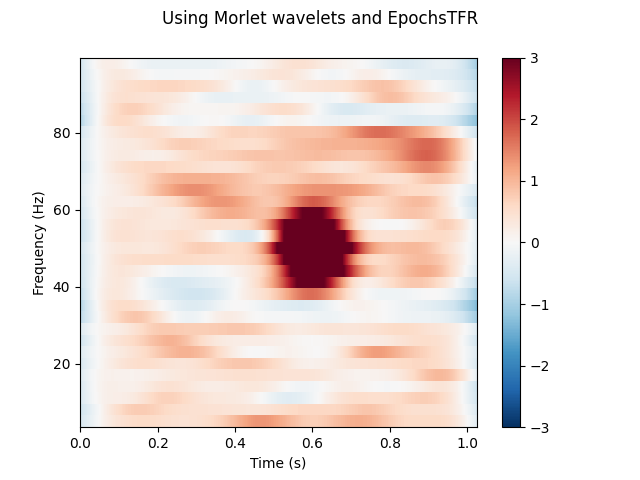 Using Morlet wavelets and EpochsTFR
Frequency (Hz)
80
60
40
20
0.0 0.2 0.4 0.6 0.8 1.0
Time (s)
3
2
1
0
−1
−2
−3